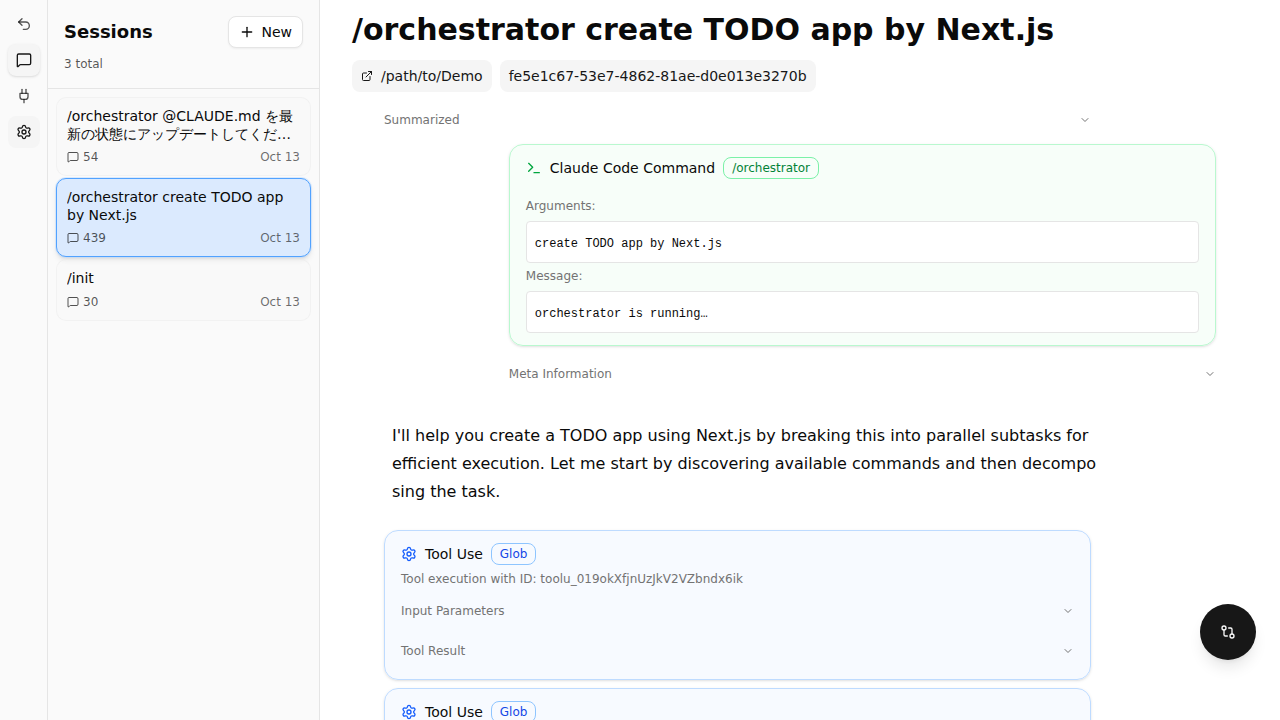 Sessions
New
3 total
/orchestrator @CLAUDE.md を最
新の状態にアップデートしてくだ…
54
Oct 13
/orchestrator create TODO app
by Next.js
439
Oct 13
/init
30
Oct 13
/orchestrator create TODO app by Next.js
/path/to/Demo
fe5e1c67-53e7-4862-81ae-d0e013e3270b
Summarized
Claude Code Command
/orchestrator
Arguments:
create TODO app by Next.js
Message:
orchestrator is running…
Meta Information
I'll help you create a TODO app using Next.js by breaking this into parallel subtasks for
efficient execution. Let me start by discovering available commands and then decompo
sing the task.
Tool Use
Glob
Tool execution with ID: toolu_019okXfjnUzJkV2VZbndx6ik
Input Parameters
Tool Result
Tool Use
Glob